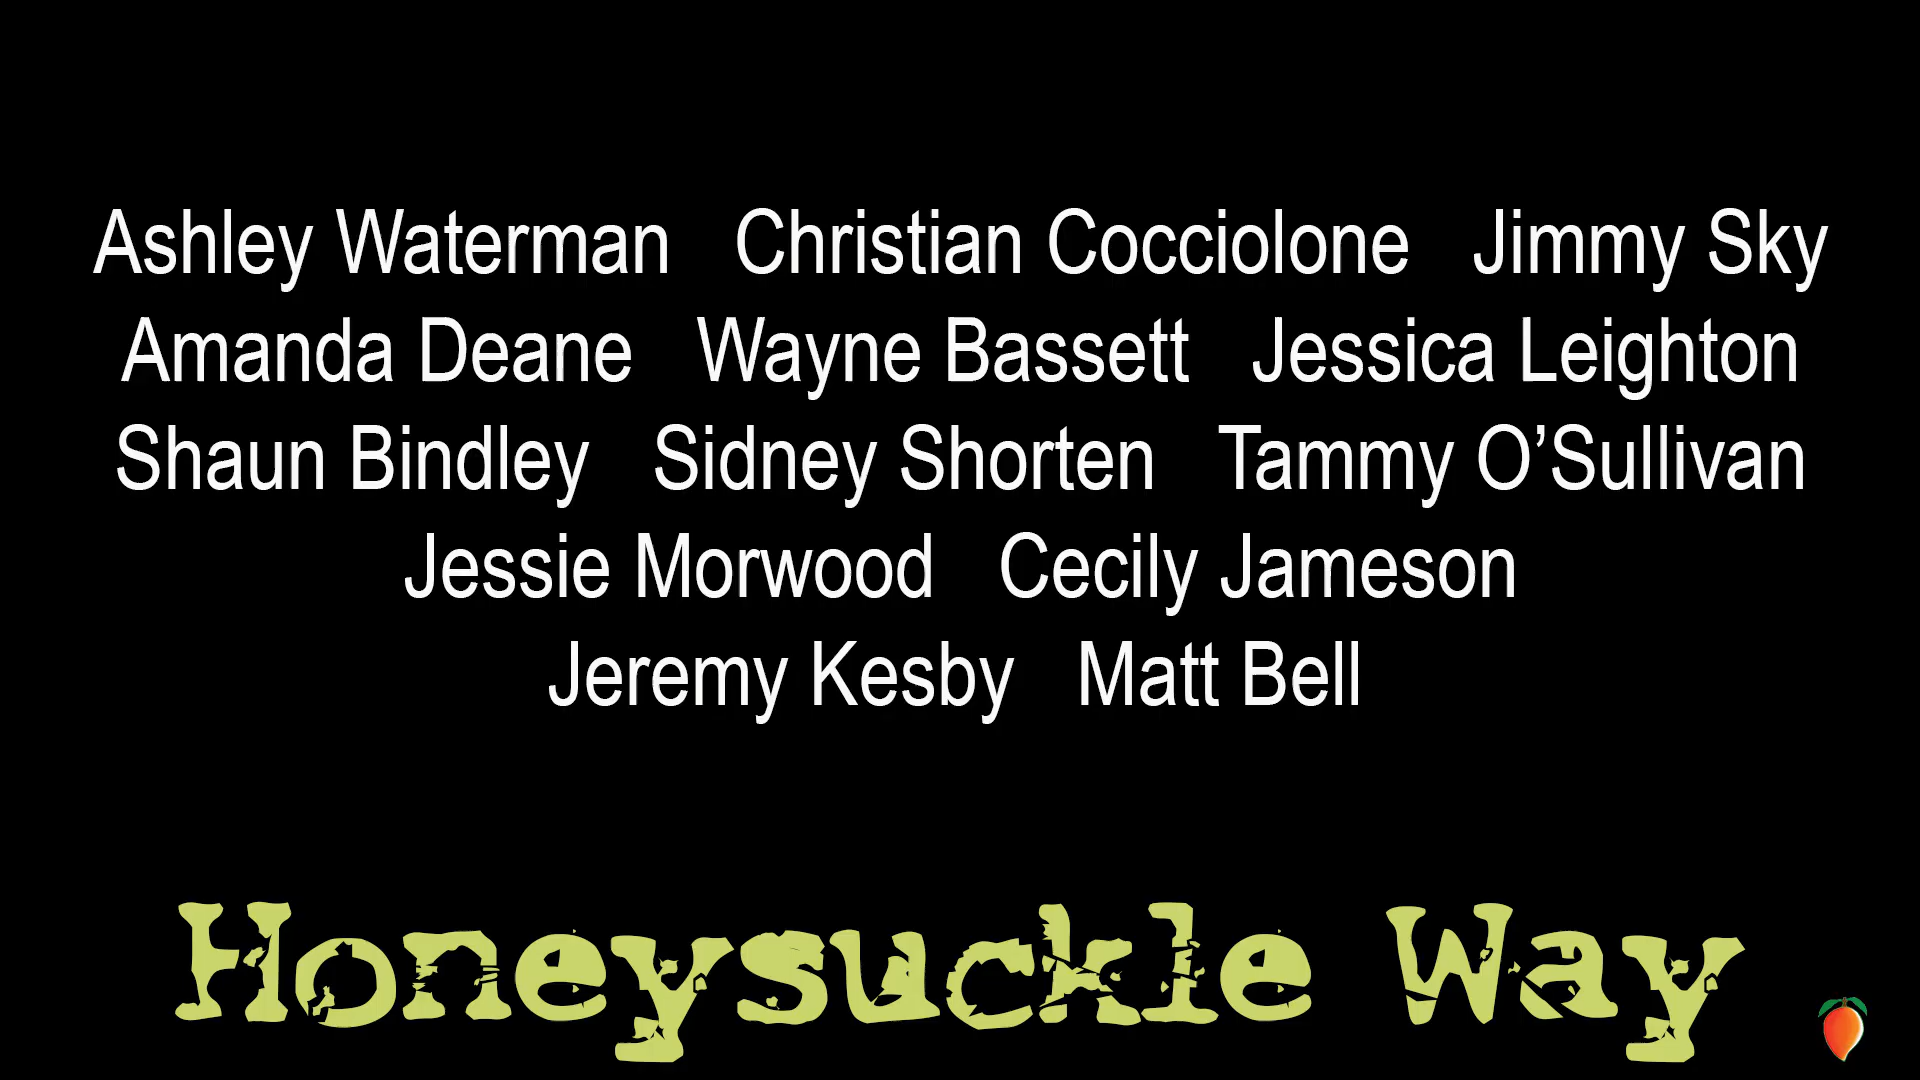 Ashley Waterman Christian Cocciolone Jimmy Sky
Amanda Deane Wayne Bassett Jessica Leighton
Shaun Bindley Sidney Shorten Tammy O’Sullivan
Jessie Morwood Cecily Jameson
Jeremy Kesby Matt Bell
Honeysuckle Way